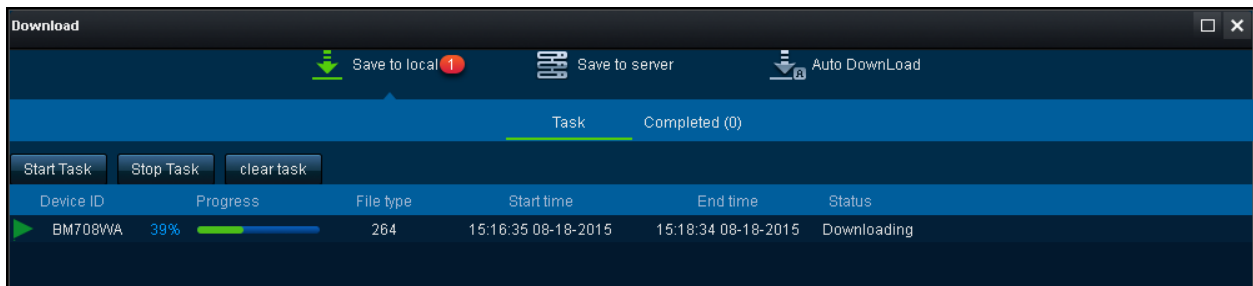 Download
Save to local 1 Save to server Auto DownLoad
Task Completed (0)
Start Task Stop Task clear task
Device ID Progress File type Start time End time Status
BM708WA 39% 264 15:16:35 08-18-2015 15:18:34 08-18-2015 Downloading